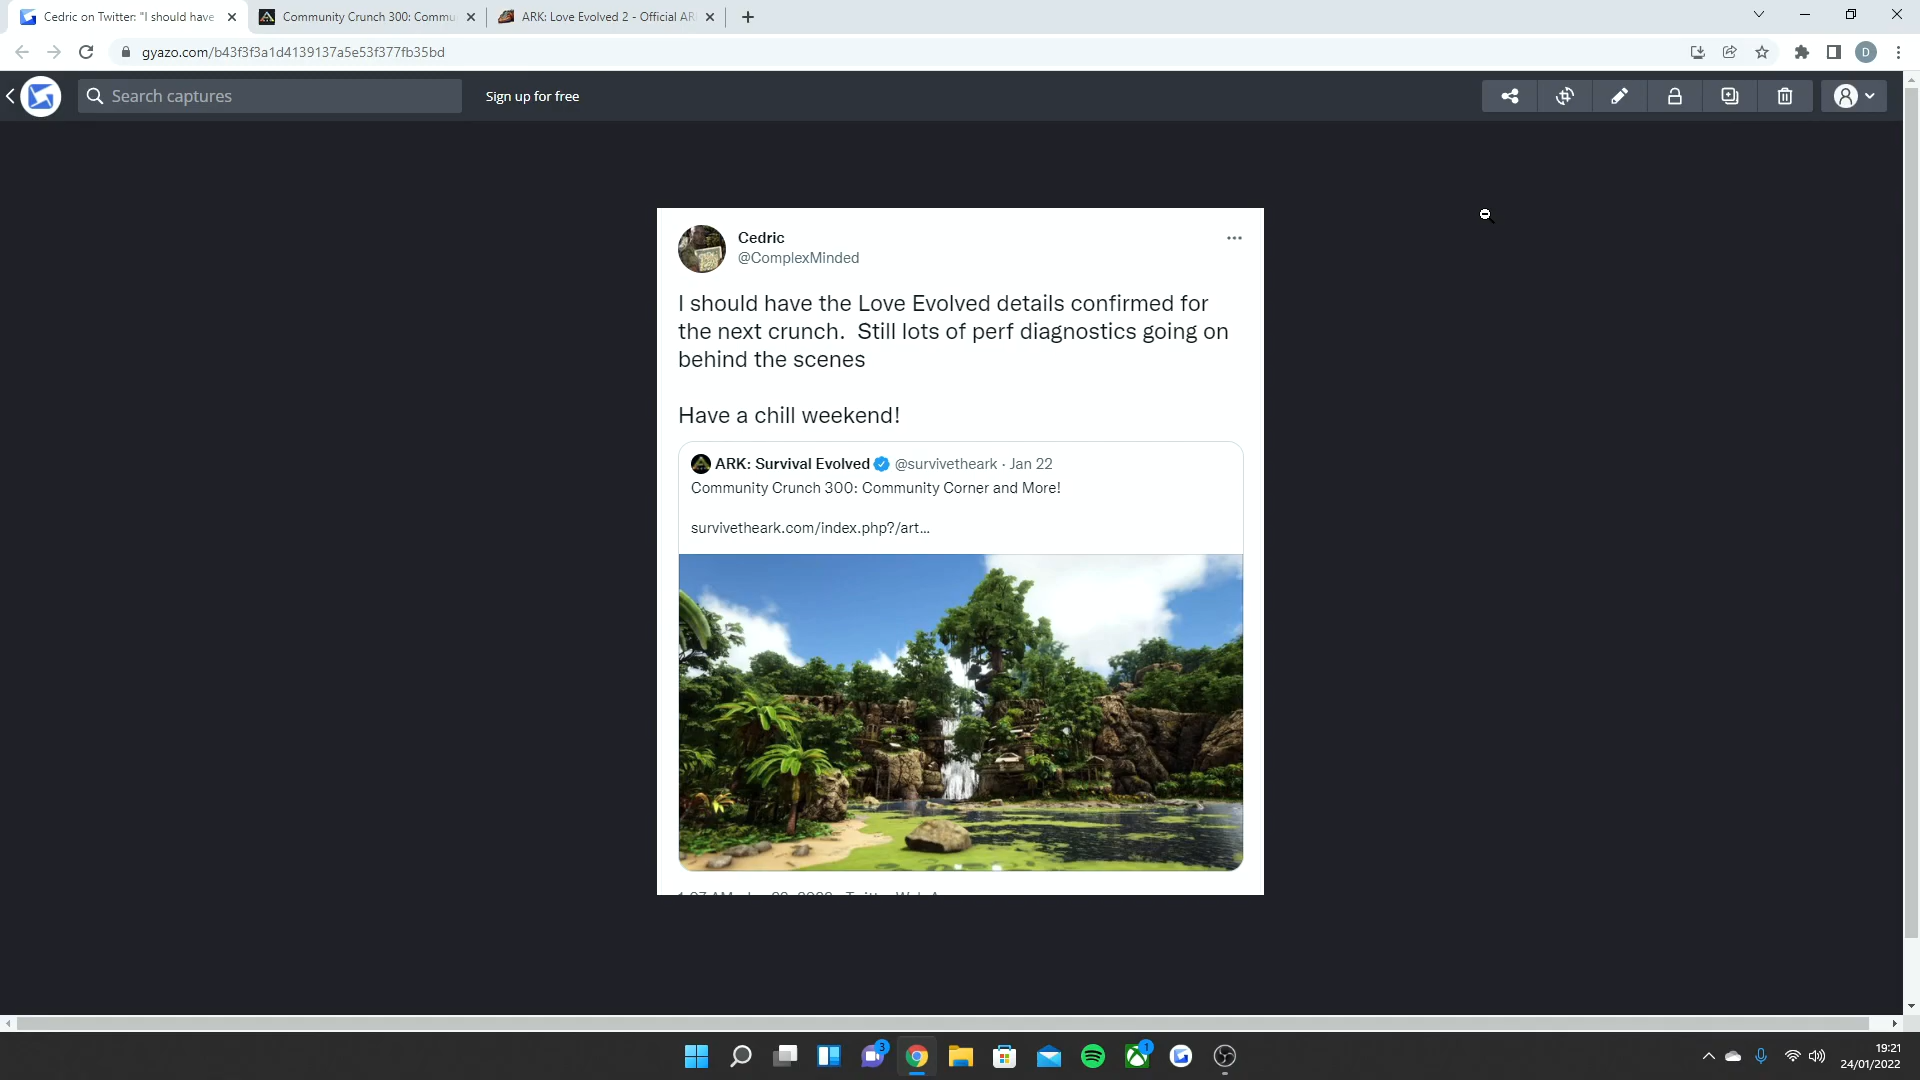 Cedric on Twitter: "I should have
Community Crunch 300: Commu
ARK: Love Evolved 2 - Official AR
gyazo.com/b43f3f3a1d4139137a5e53f377fb35bd
D
Search captures
Sign up for free
Cedric
@ComplexMinded
I should have the Love Evolved details confirmed for
the next crunch.  Still lots of perf diagnostics going on
behind the scenes
Have a chill weekend!
ARK: Survival Evolved @survivetheark · Jan 22
Community Crunch 300: Community Corner and More!
survivetheark.com/index.php?/art...
3
1
19:21
24/01/2022